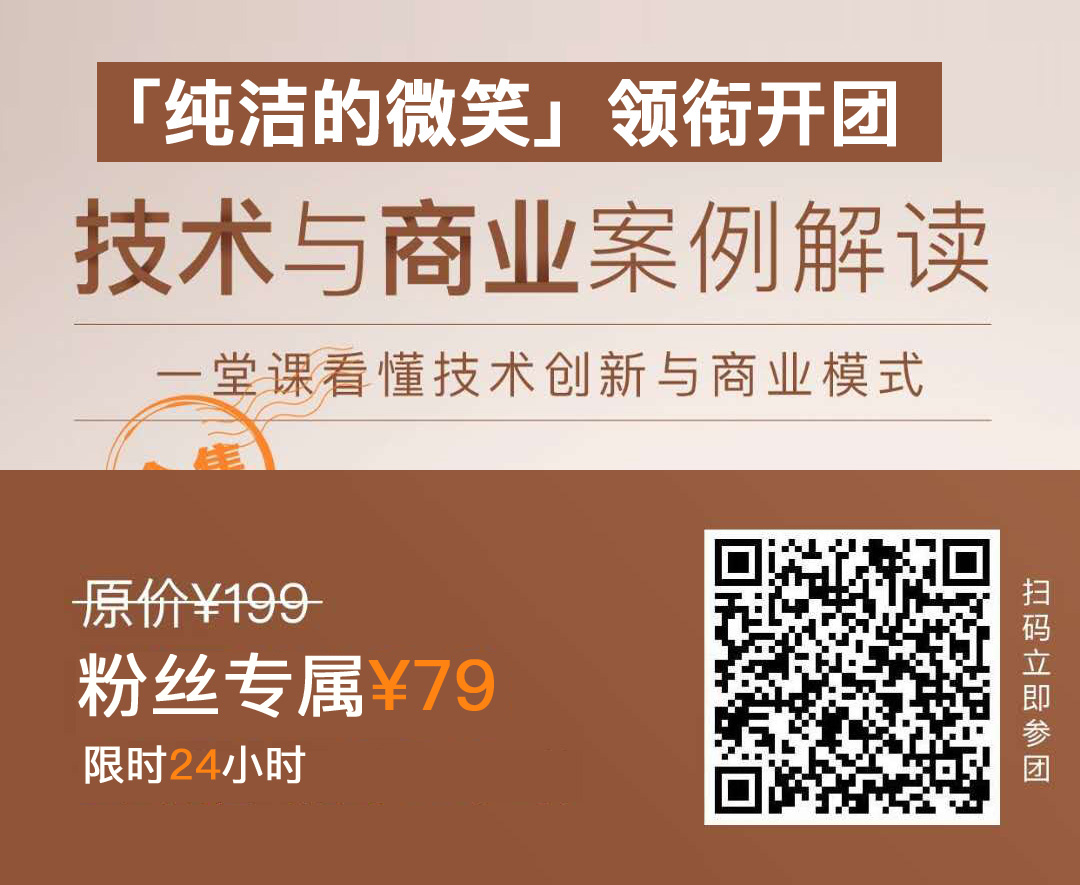 「纯洁的微笑」领衔开团
技术与商业案例解读
一堂课看懂技术创新与商业模式
原价¥199
粉丝专属¥79
限时24小时
扫码立即参团